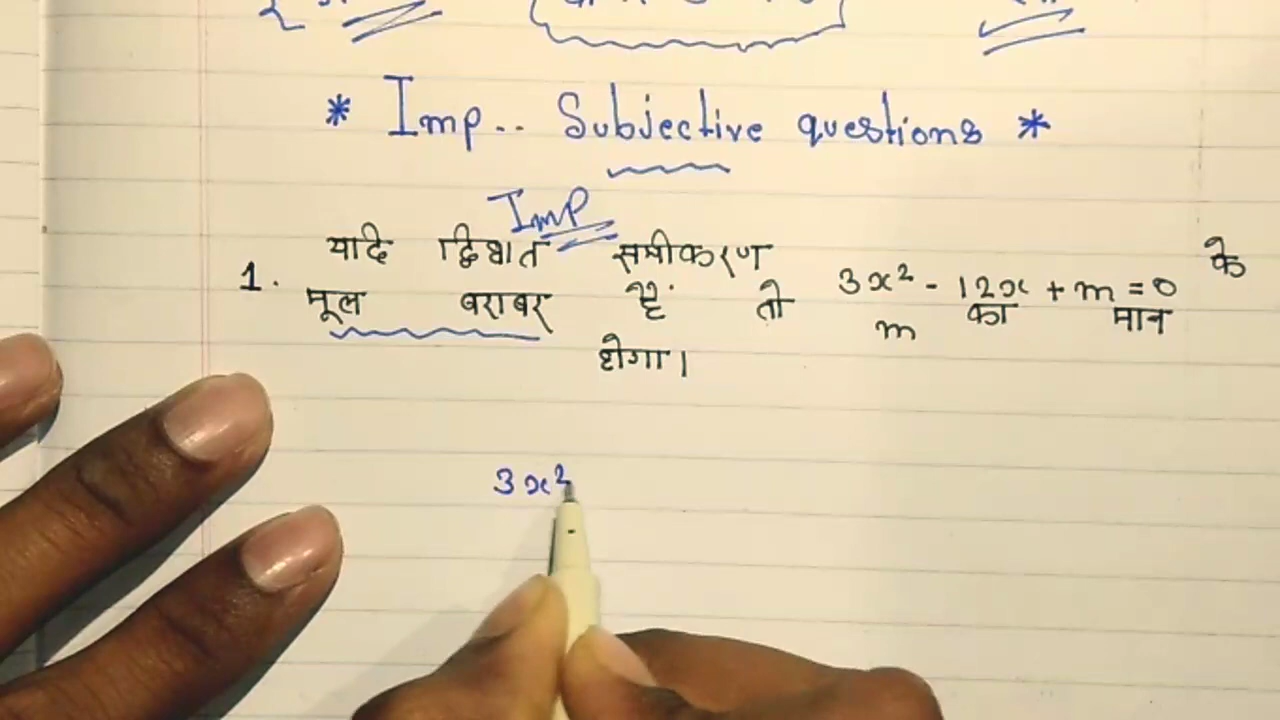 * Imp.. Subjective questions *
Imp
1. यदि द्विघात समीकरण 3x² - 12x + m = 0 के
मूल बराबर हैं तो m का मान
होगा।
3x²